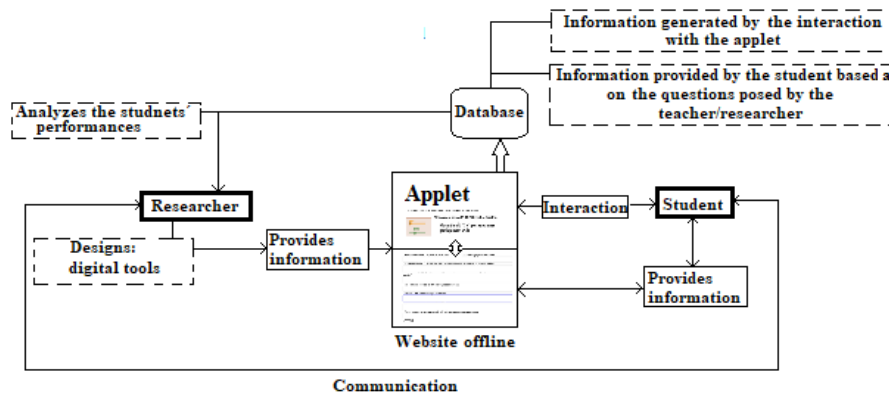 Information generated by the interaction
with the applet
Information provided by the student based a
on the questions posed by the
teacher/researcher
Database
Analyzes the studnets´
performances
Applet
Researcher
Interaction
Student
Designs:
digital tools
Provides
information
Provides
information
Website offline
Communication